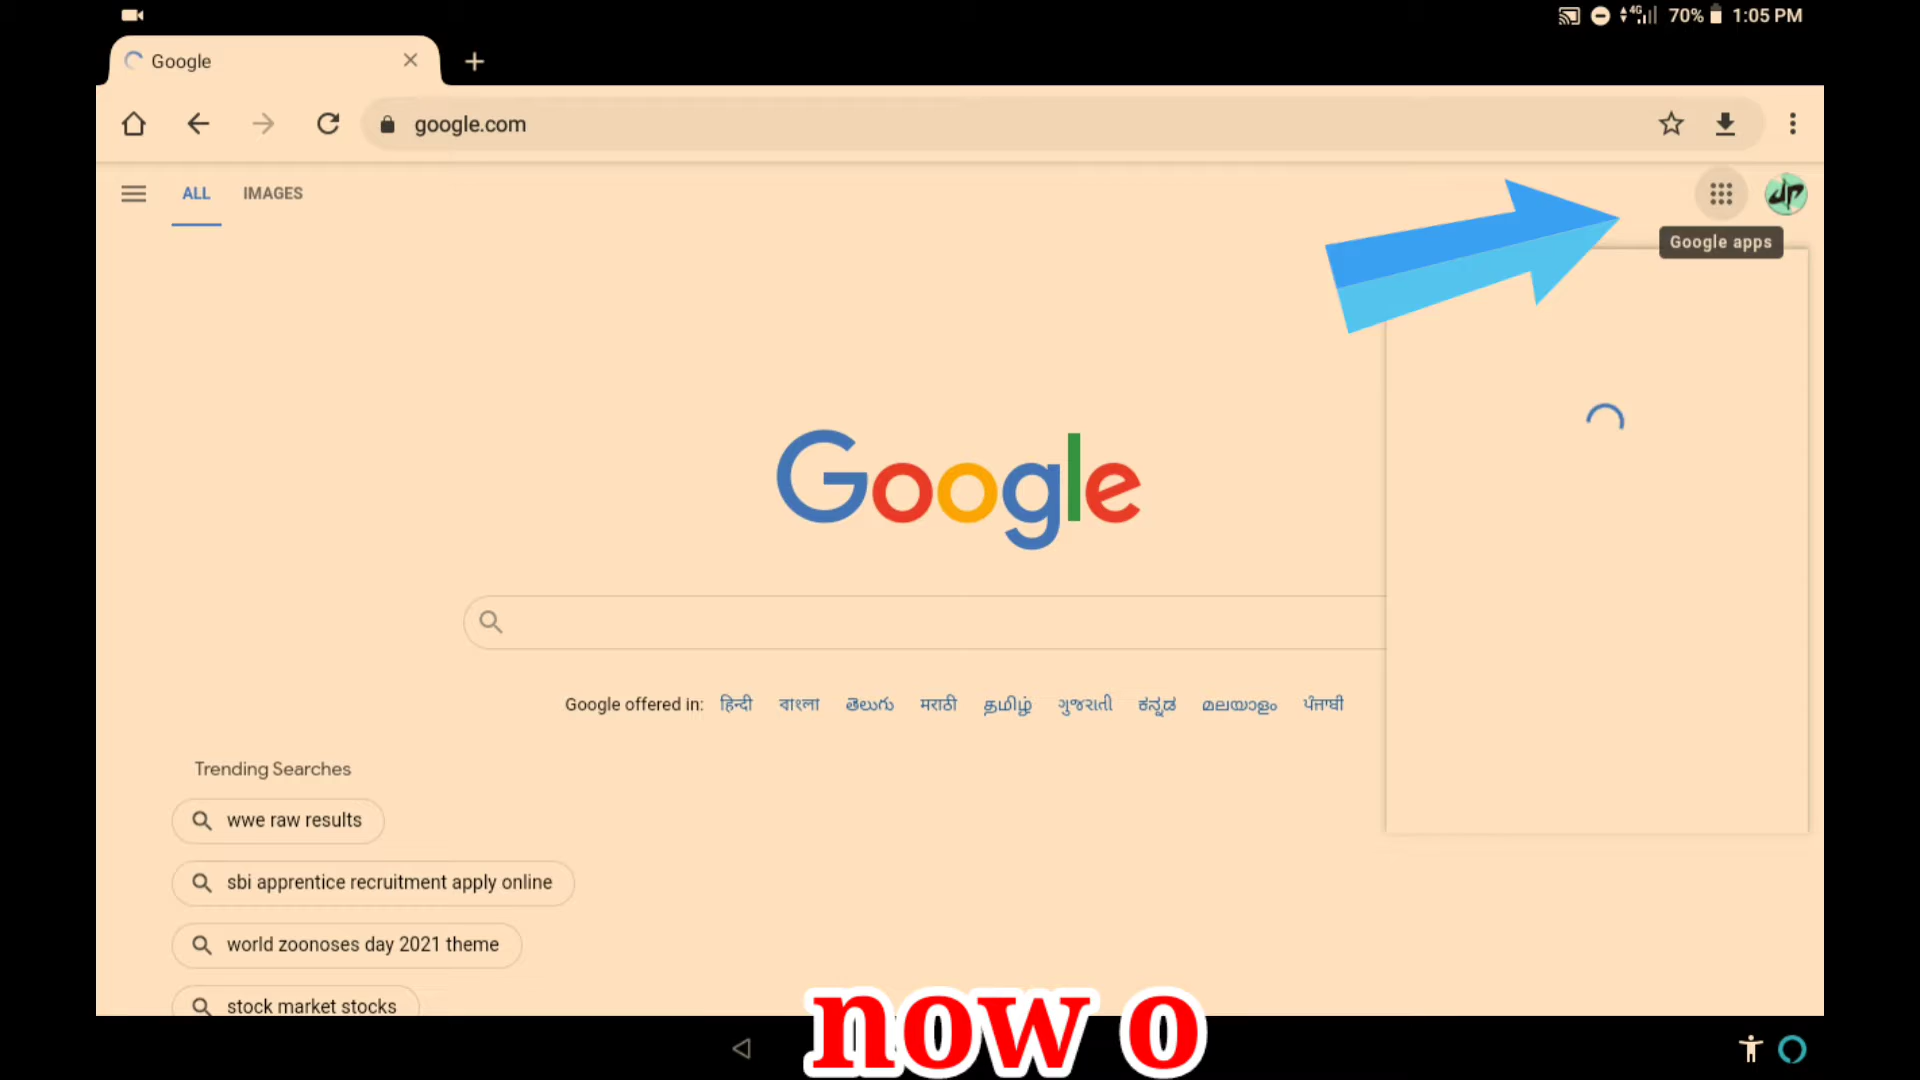 4G 70% 1:05 PM
Google
google.com
ALL IMAGES
dp
Google apps
Google
Google offered in: हिन्दी বাংলা తెలుగు मराठी தமிழ் ગુજરાતી ಕನ್ನಡ മലയാളം ਪੰਜਾਬੀ
Trending Searches
wwe raw results
sbi apprentice recruitment apply online
world zoonoses day 2021 theme
stock market stocks
now o